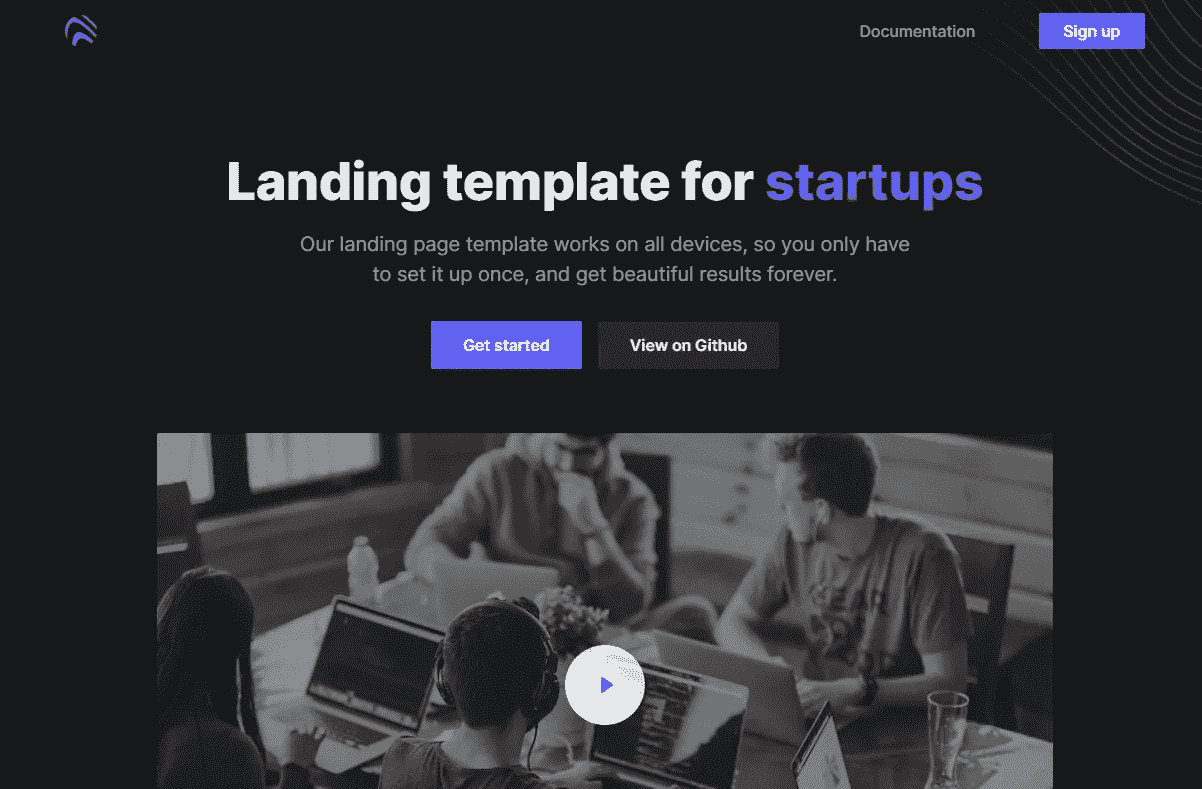 Documentation
Sign up
Landing template for startups
Our landing page template works on all devices, so you only have
to set it up once, and get beautiful results forever.
Get started
View on Github